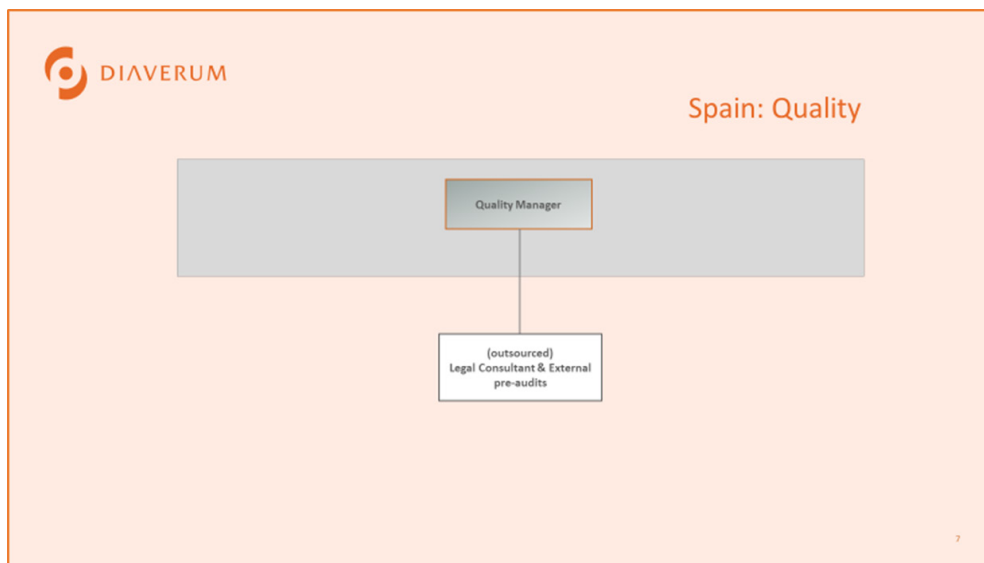 DIAVERUM
Spain: Quality
Quality Manager
(outsourced)
Legal Consultant & External
pre-audits
7